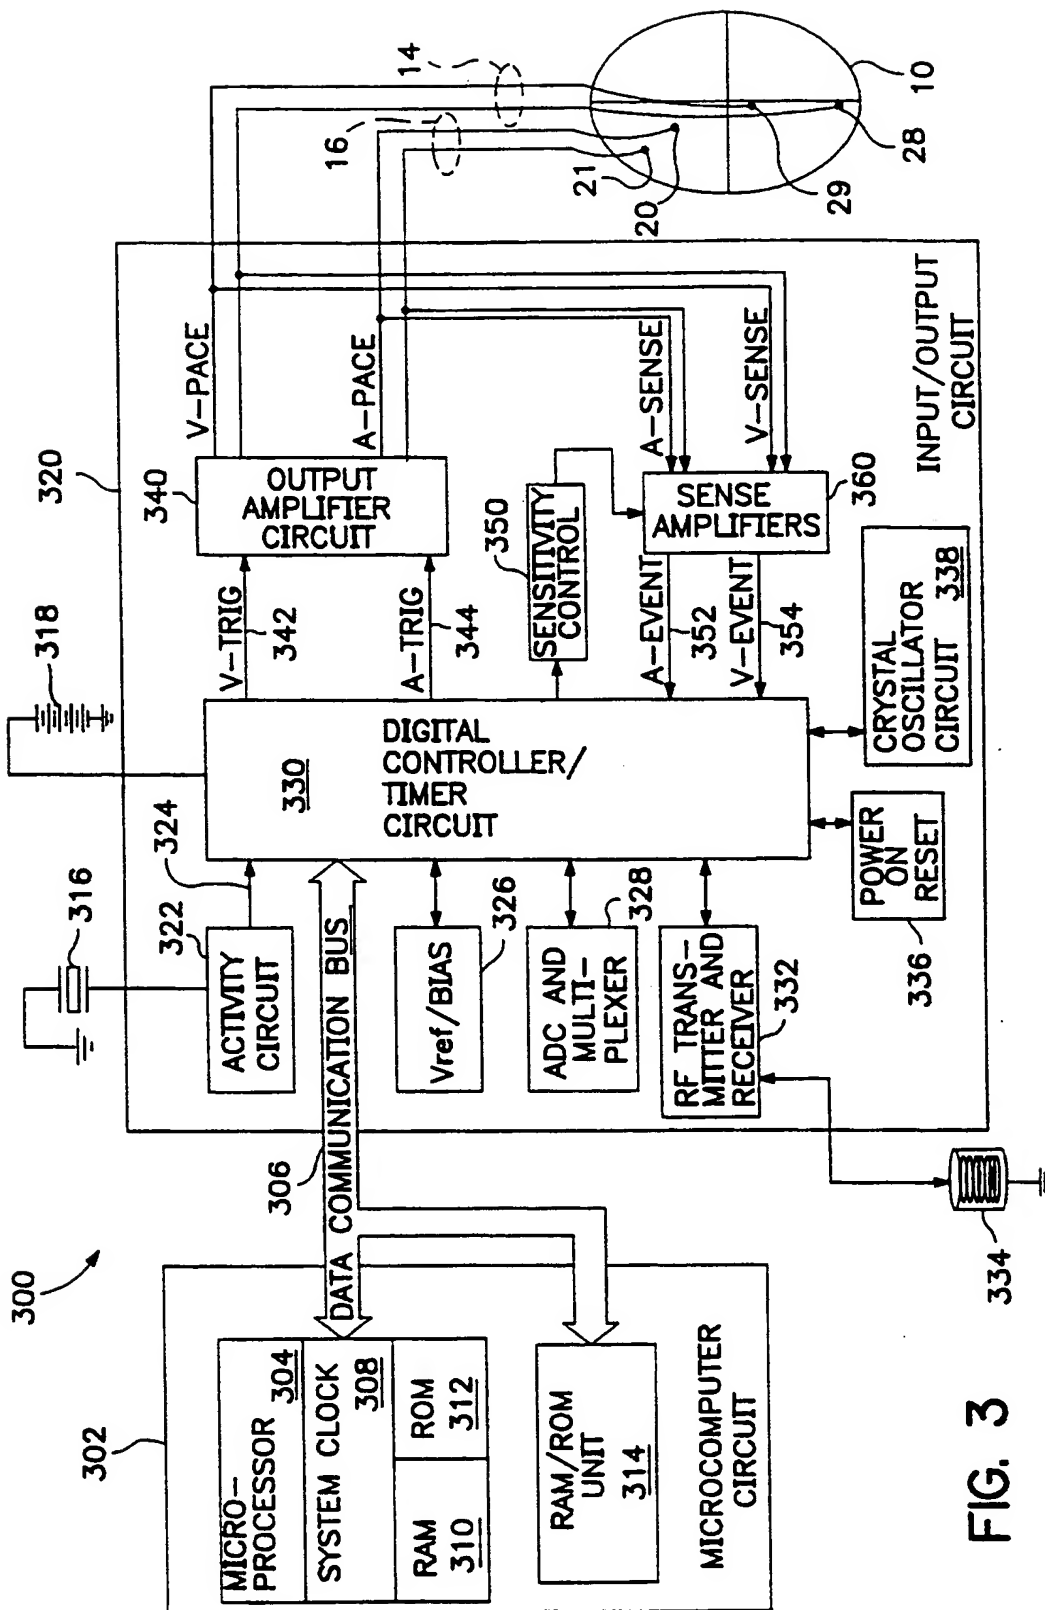 300
302
MICRO-
PROCESSOR 304
SYSTEM CLOCK
308
RAM
310
ROM
312
RAM/ROM
UNIT
314
MICROCOMPUTER
CIRCUIT
306
DATA COMMUNICATION BUS
316
318
320
322
324
ACTIVITY
CIRCUIT
Vref/BIAS
326
ADC AND
MULTI-
PLEXER
328
RF TRANS-
MITTER AND
RECEIVER
332
334
330
DIGITAL
CONTROLLER/
TIMER
CIRCUIT
POWER
ON
RESET
336
CRYSTAL
OSCILLATOR
CIRCUIT 338
V-TRIG
342
A-TRIG
344
340
OUTPUT
AMPLIFIER
CIRCUIT
350
SENSITIVITY
CONTROL
A-EVENT
352
V-EVENT
354
SENSE
AMPLIFIERS
360
V-PACE
A-PACE
A-SENSE
V-SENSE
INPUT/OUTPUT
CIRCUIT
14
16
21
20
29
28
10
FIG. 3